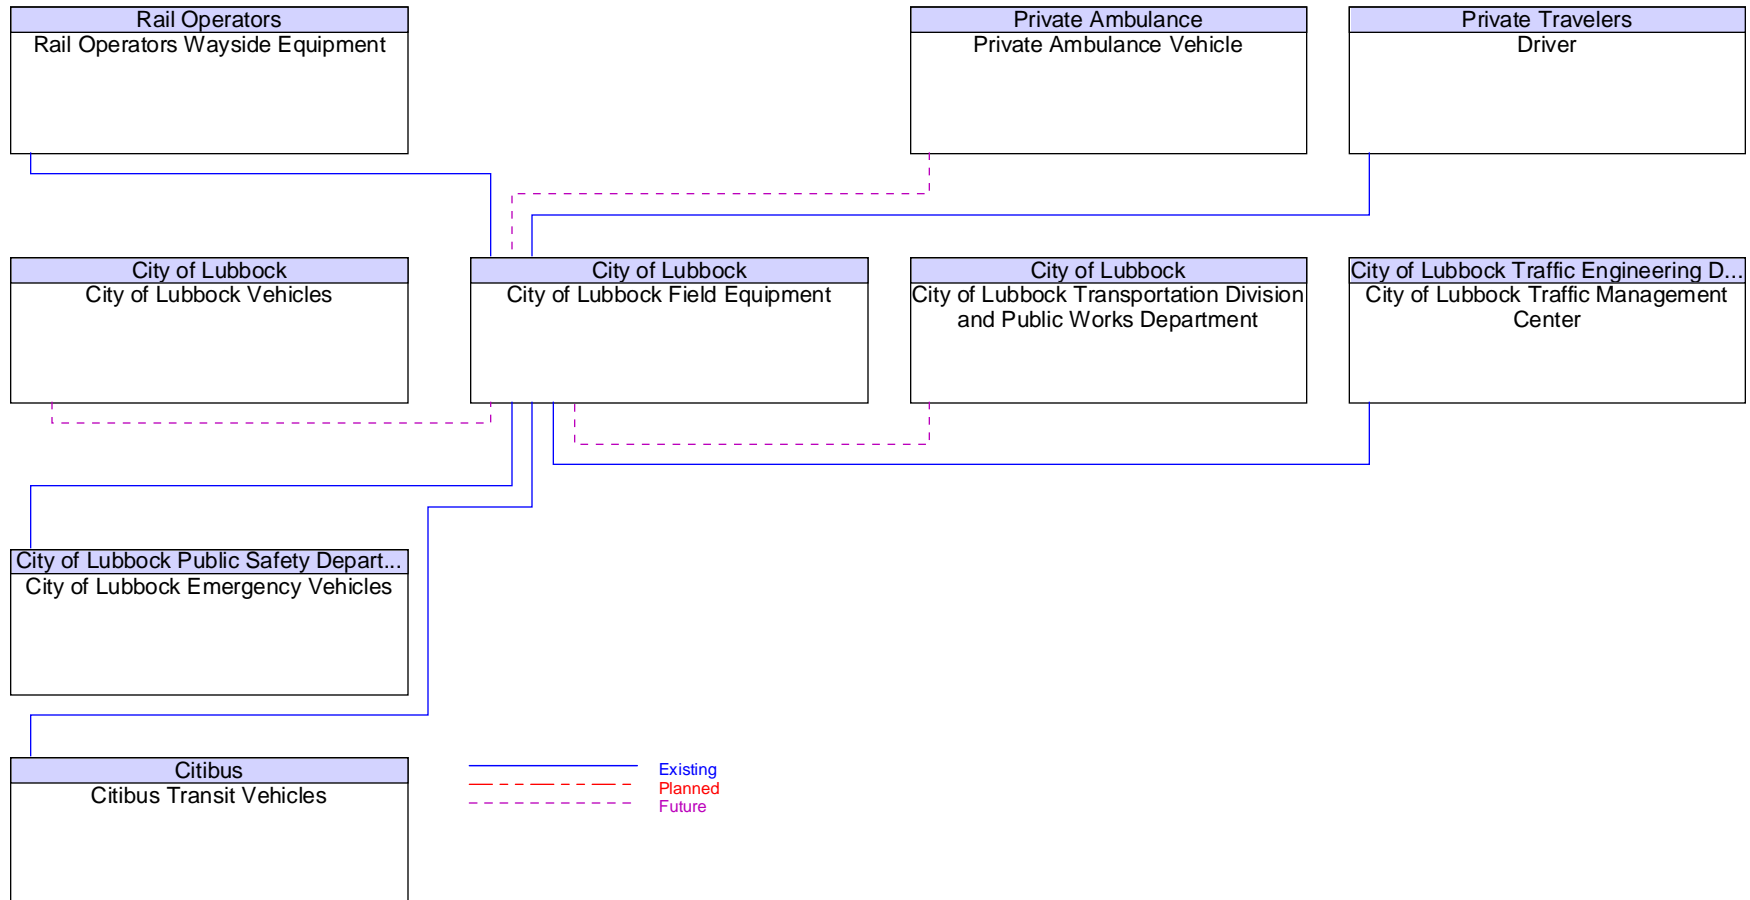 Rail Operators
Rail Operators Wayside Equipment
Private Ambulance
Private Ambulance Vehicle
Private Travelers
Driver
City of Lubbock
City of Lubbock Vehicles
City of Lubbock
City of Lubbock Field Equipment
City of Lubbock
City of Lubbock Transportation Division
and Public Works Department
City of Lubbock Traffic Engineering D...
City of Lubbock Traffic Management
Center
City of Lubbock Public Safety Depart...
City of Lubbock Emergency Vehicles
Citibus
Citibus Transit Vehicles
Existing
Planned
Future